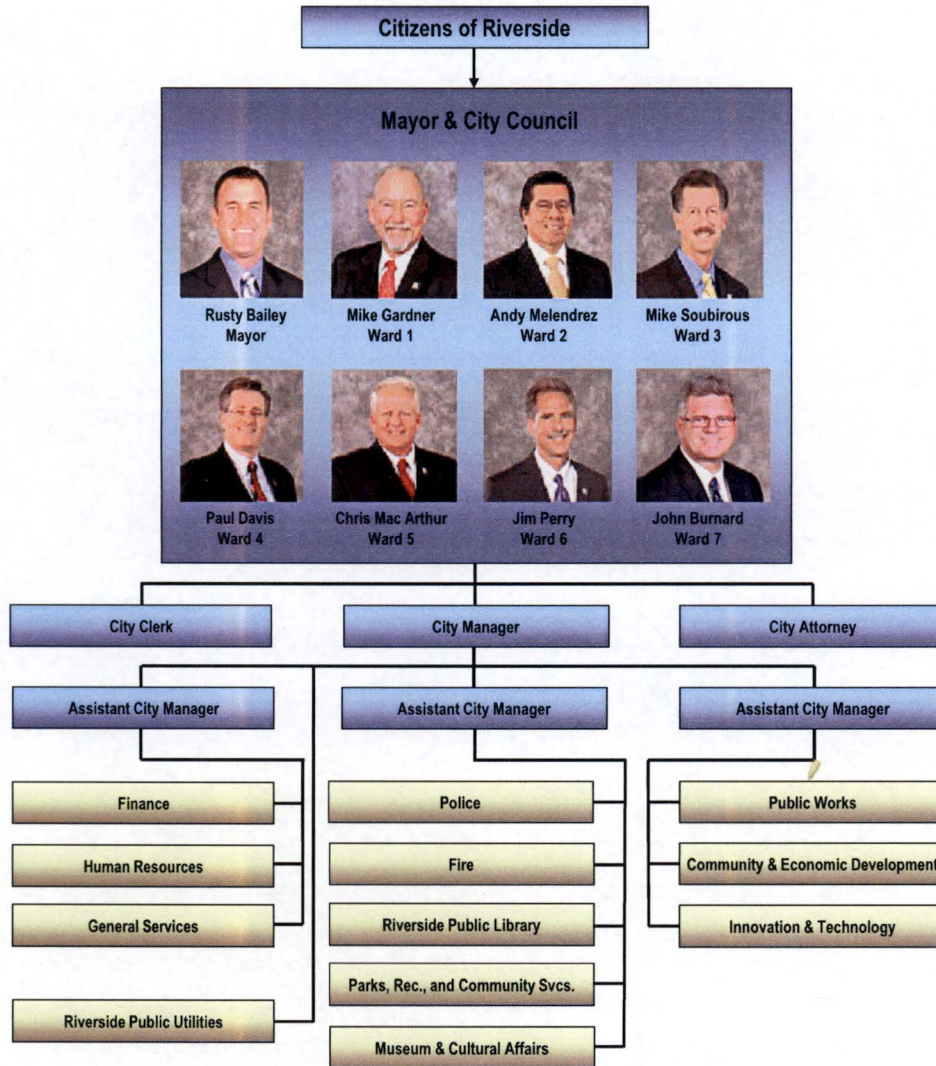 Citizens of Riverside
Mayor & City Council
Rusty Bailey
Mayor
Mike Gardner
Ward 1
Andy Melendrez
Ward 2
Mike Soubirous
Ward 3
Paul Davis
Ward 4
Chris Mac Arthur
Ward 5
Jim Perry
Ward 6
John Burnard
Ward 7
City Clerk
City Manager
City Attorney
Assistant City Manager
Assistant City Manager
Assistant City Manager
Finance
Human Resources
General Services
Riverside Public Utilities
Police
Fire
Riverside Public Library
Parks, Rec., and Community Svcs.
Museum & Cultural Affairs
Public Works
Community & Economic Development
Innovation & Technology